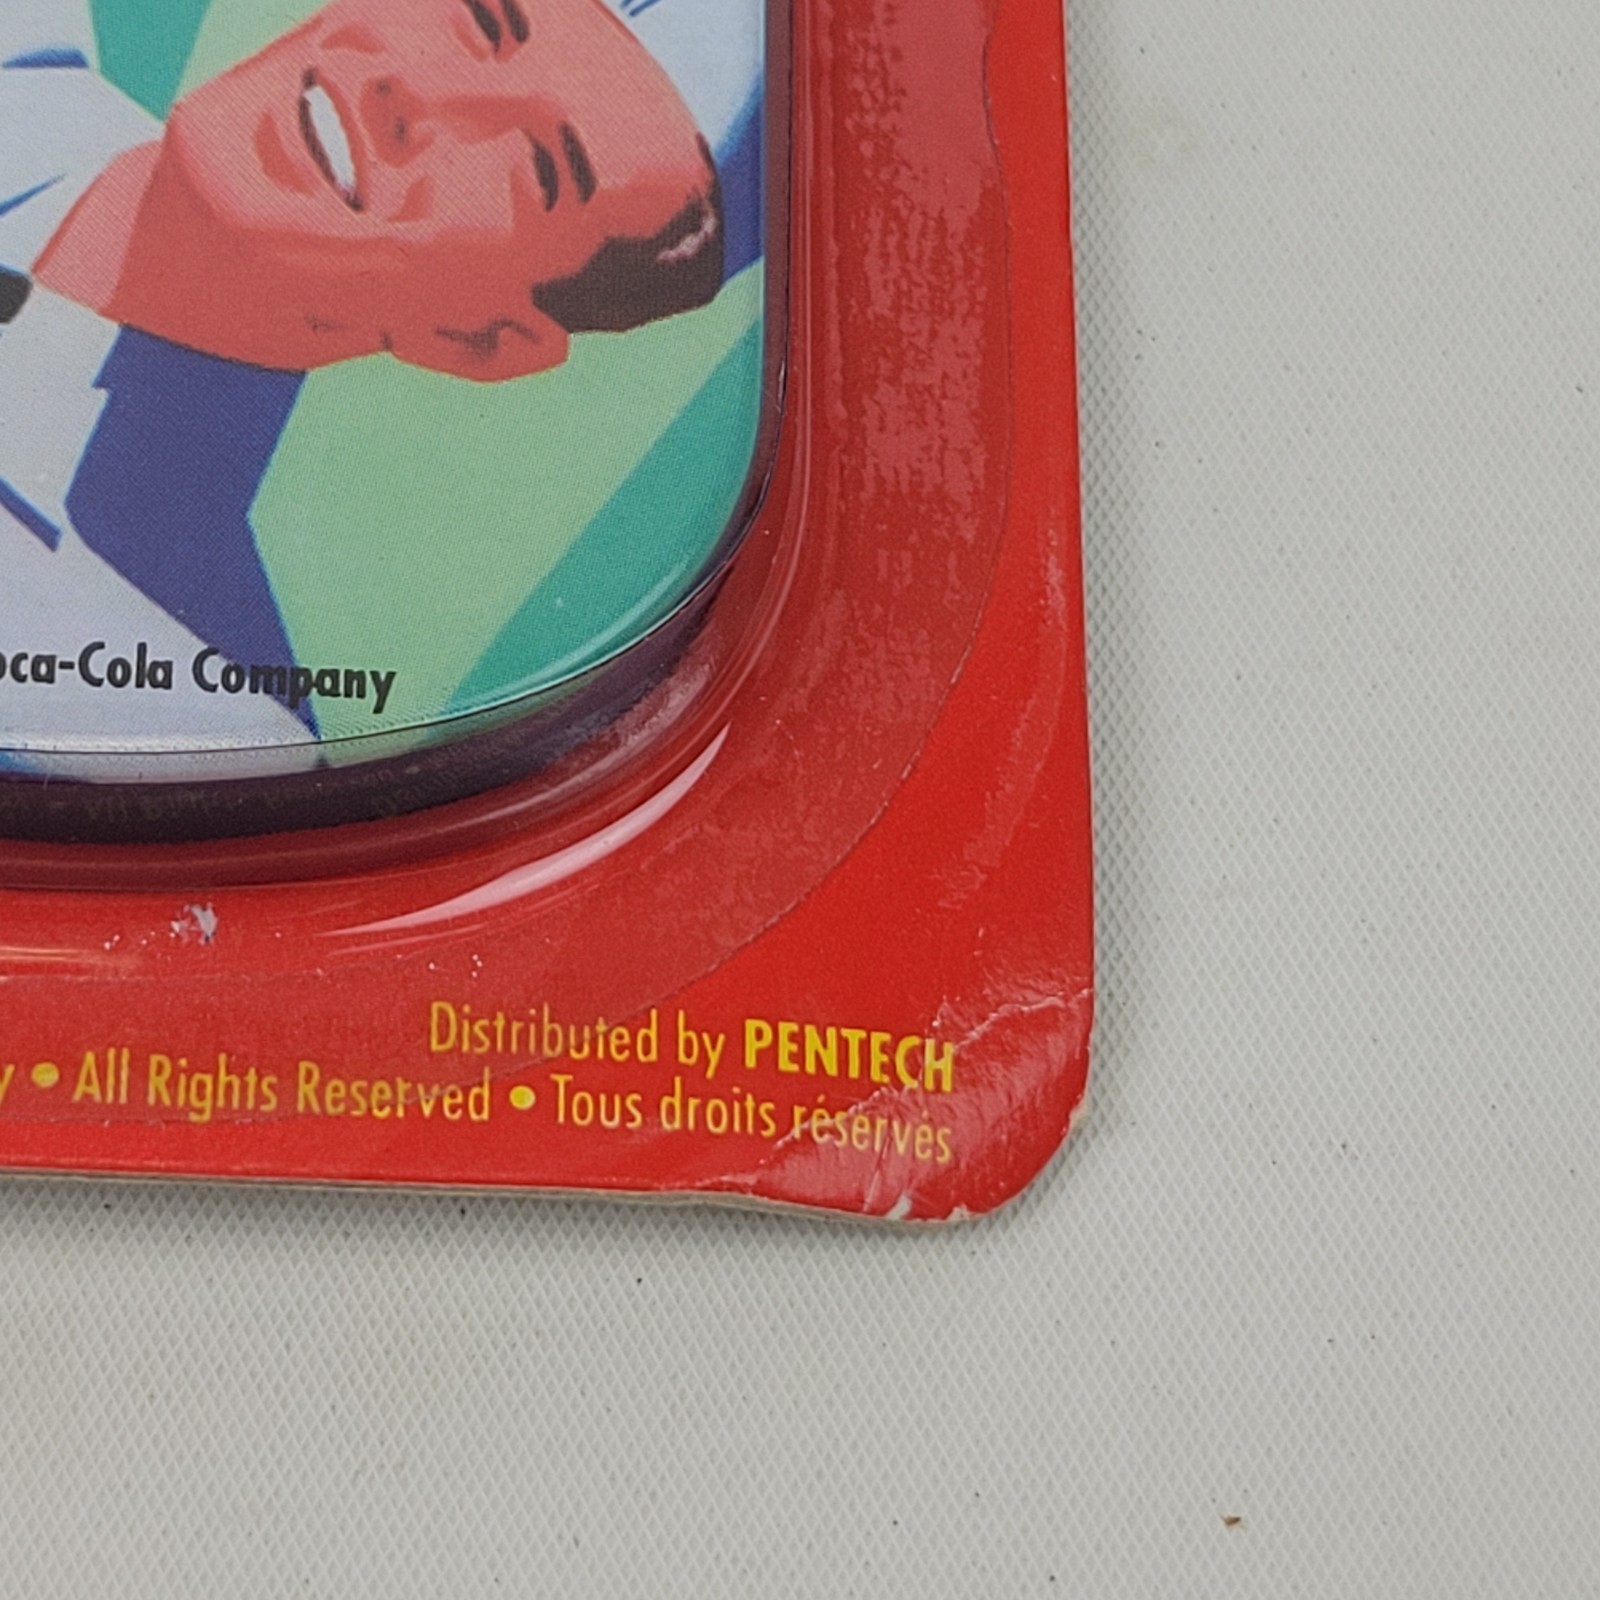 oca-Cola Company
Distributed by PENTECH
y • All Rights Reserved • Tous droits réservés